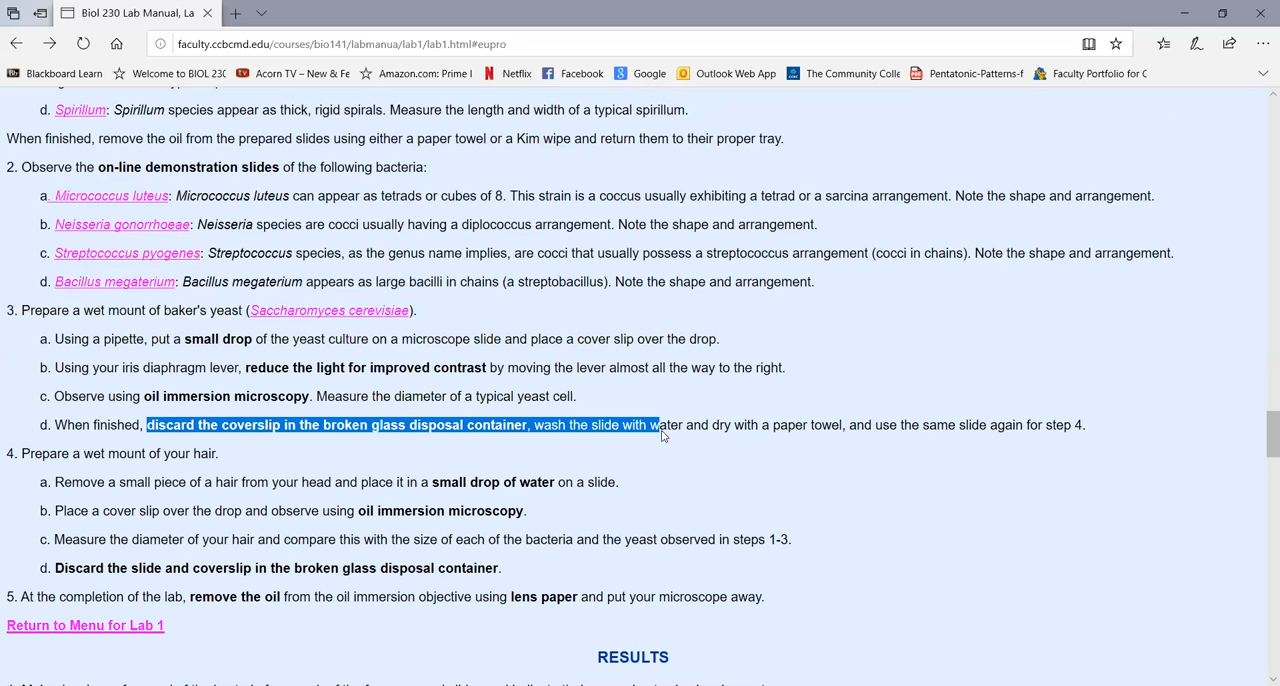 Biol 230 Lab Manual, La
faculty.ccbcmd.edu/courses/bio141/labmanua/lab1/lab1.html#eupro
Bb Blackboard Learn Welcome to BIOL 230 Acorn TV – New & Fe Amazon.com: Prime I Netflix Facebook Google Outlook Web App The Community Colle Pentatonic-Patterns-f Faculty Portfolio for C
d. Spirillum: Spirillum species appear as thick, rigid spirals. Measure the length and width of a typical spirillum.
When finished, remove the oil from the prepared slides using either a paper towel or a Kim wipe and return them to their proper tray.
2. Observe the on-line demonstration slides of the following bacteria:
a. Micrococcus luteus: Micrococcus luteus can appear as tetrads or cubes of 8. This strain is a coccus usually exhibiting a tetrad or a sarcina arrangement. Note the shape and arrangement.
b. Neisseria gonorrhoeae: Neisseria species are cocci usually having a diplococcus arrangement. Note the shape and arrangement.
c. Streptococcus pyogenes: Streptococcus species, as the genus name implies, are cocci that usually possess a streptococcus arrangement (cocci in chains). Note the shape and arrangement.
d. Bacillus megaterium: Bacillus megaterium appears as large bacilli in chains (a streptobacillus). Note the shape and arrangement.
3. Prepare a wet mount of baker's yeast (Saccharomyces cerevisiae).
a. Using a pipette, put a small drop of the yeast culture on a microscope slide and place a cover slip over the drop.
b. Using your iris diaphragm lever, reduce the light for improved contrast by moving the lever almost all the way to the right.
c. Observe using oil immersion microscopy. Measure the diameter of a typical yeast cell.
d. When finished, discard the coverslip in the broken glass disposal container, wash the slide with water and dry with a paper towel, and use the same slide again for step 4.
4. Prepare a wet mount of your hair.
a. Remove a small piece of a hair from your head and place it in a small drop of water on a slide.
b. Place a cover slip over the drop and observe using oil immersion microscopy.
c. Measure the diameter of your hair and compare this with the size of each of the bacteria and the yeast observed in steps 1-3.
d. Discard the slide and coverslip in the broken glass disposal container.
5. At the completion of the lab, remove the oil from the oil immersion objective using lens paper and put your microscope away.
Return to Menu for Lab 1
RESULTS